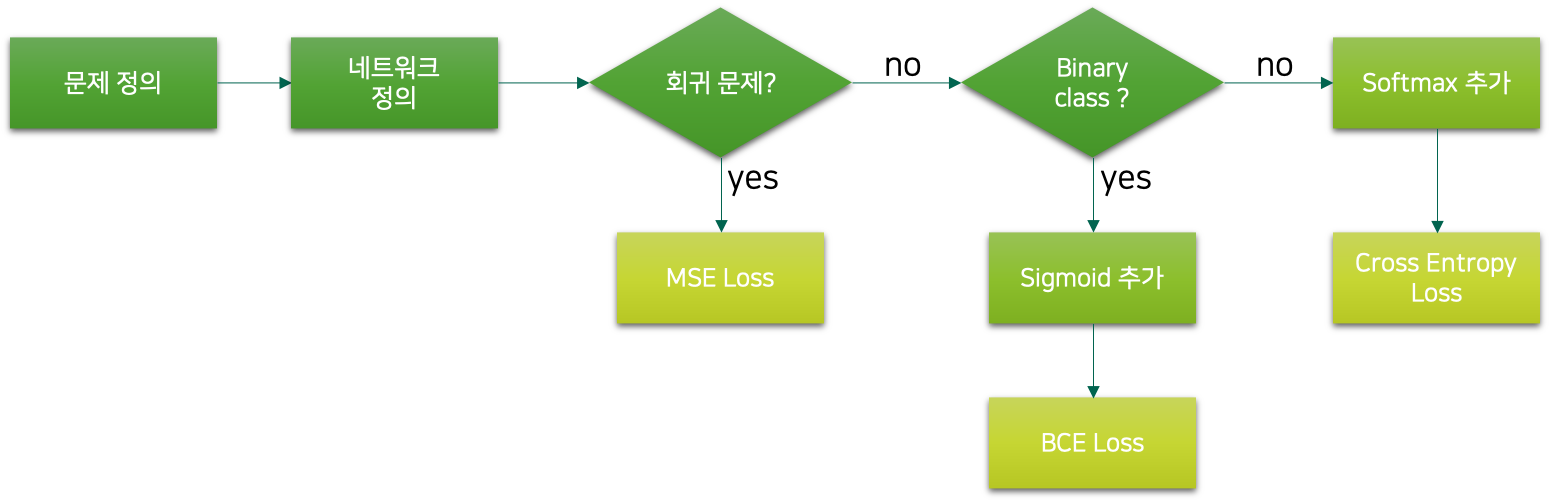 문제 정의
네트워크
정의
회귀 문제?
no
Binary
class ?
no
Softmax 추가
yes
yes
MSE Loss
Sigmoid 추가
Cross Entropy
Loss
BCE Loss